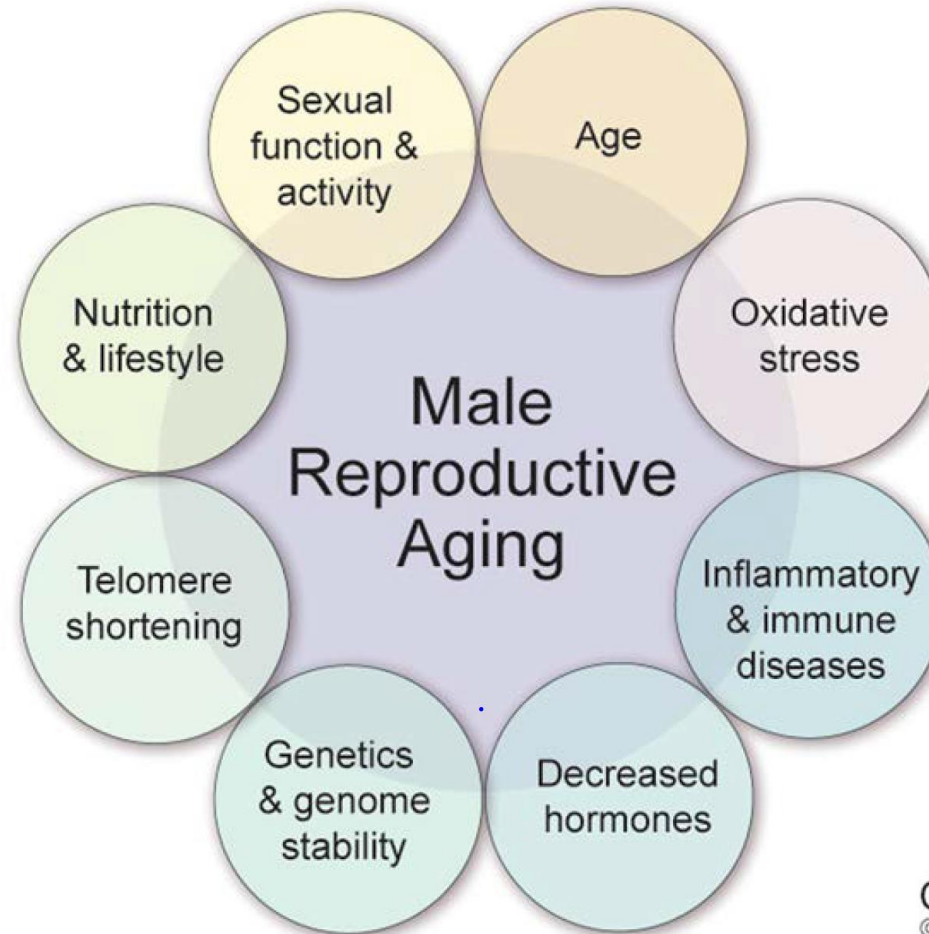 Sexual
function &
activity
Age
Oxidative
stress
Inflammatory
& immune
diseases
Decreased
hormones
Genetics
& genome
stability
Telomere
shortening
Nutrition
& lifestyle
Male
Reproductive
Aging